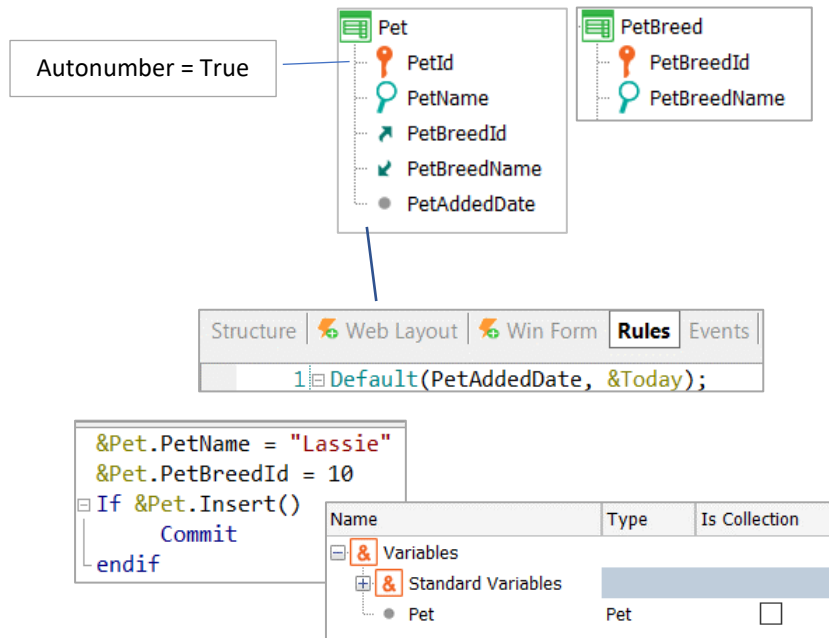 Autonumber = True
Pet
PetId
PetName
PetBreedId
PetBreedName
PetAddedDate
PetBreed
PetBreedId
PetBreedName
Structure Web Layout Win Form Rules Events
1 Default(PetAddedDate, &Today);
&Pet.PetName = "Lassie"
&Pet.PetBreedId = 10
If &Pet.Insert()
Commit
endif
Name Type Is Collection
& Variables
& Standard Variables
Pet Pet